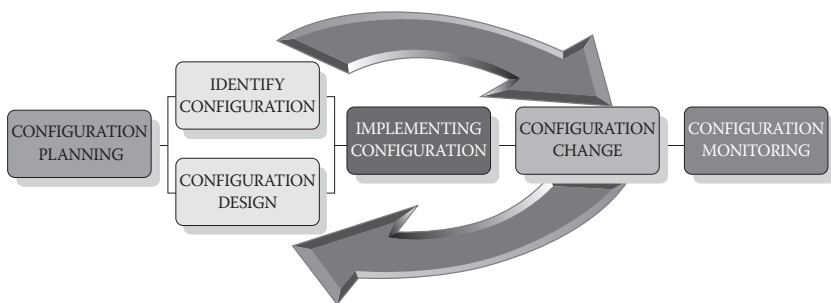 CONFIGURATION
PLANNING
IDENTIFY
CONFIGURATION
CONFIGURATION
DESIGN
IMPLEMENTING
CONFIGURATION
CONFIGURATION
CHANGE
CONFIGURATION
MONITORING